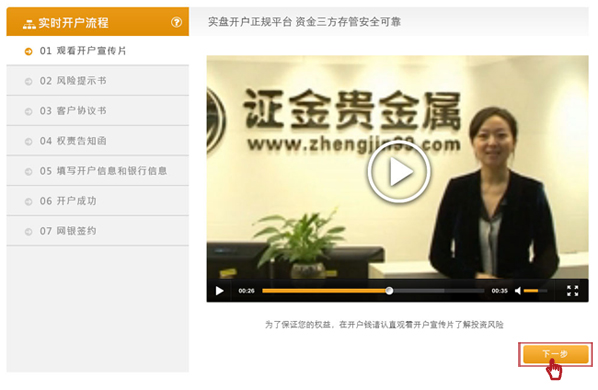 实时开户流程
?
01 观看开户宣传片
02 风险提示书
03 客户协议书
04 权责告知函
05 填写开户信息和银行信息
06 开户成功
07 网银签约
实盘开户正规平台 资金三方存管安全可靠
证金贵金属
www.zhengjin99.com
00:26
00:35
为了保证您的权益，在开户钱请认直观看开户宣传片了解投资风险
下一步